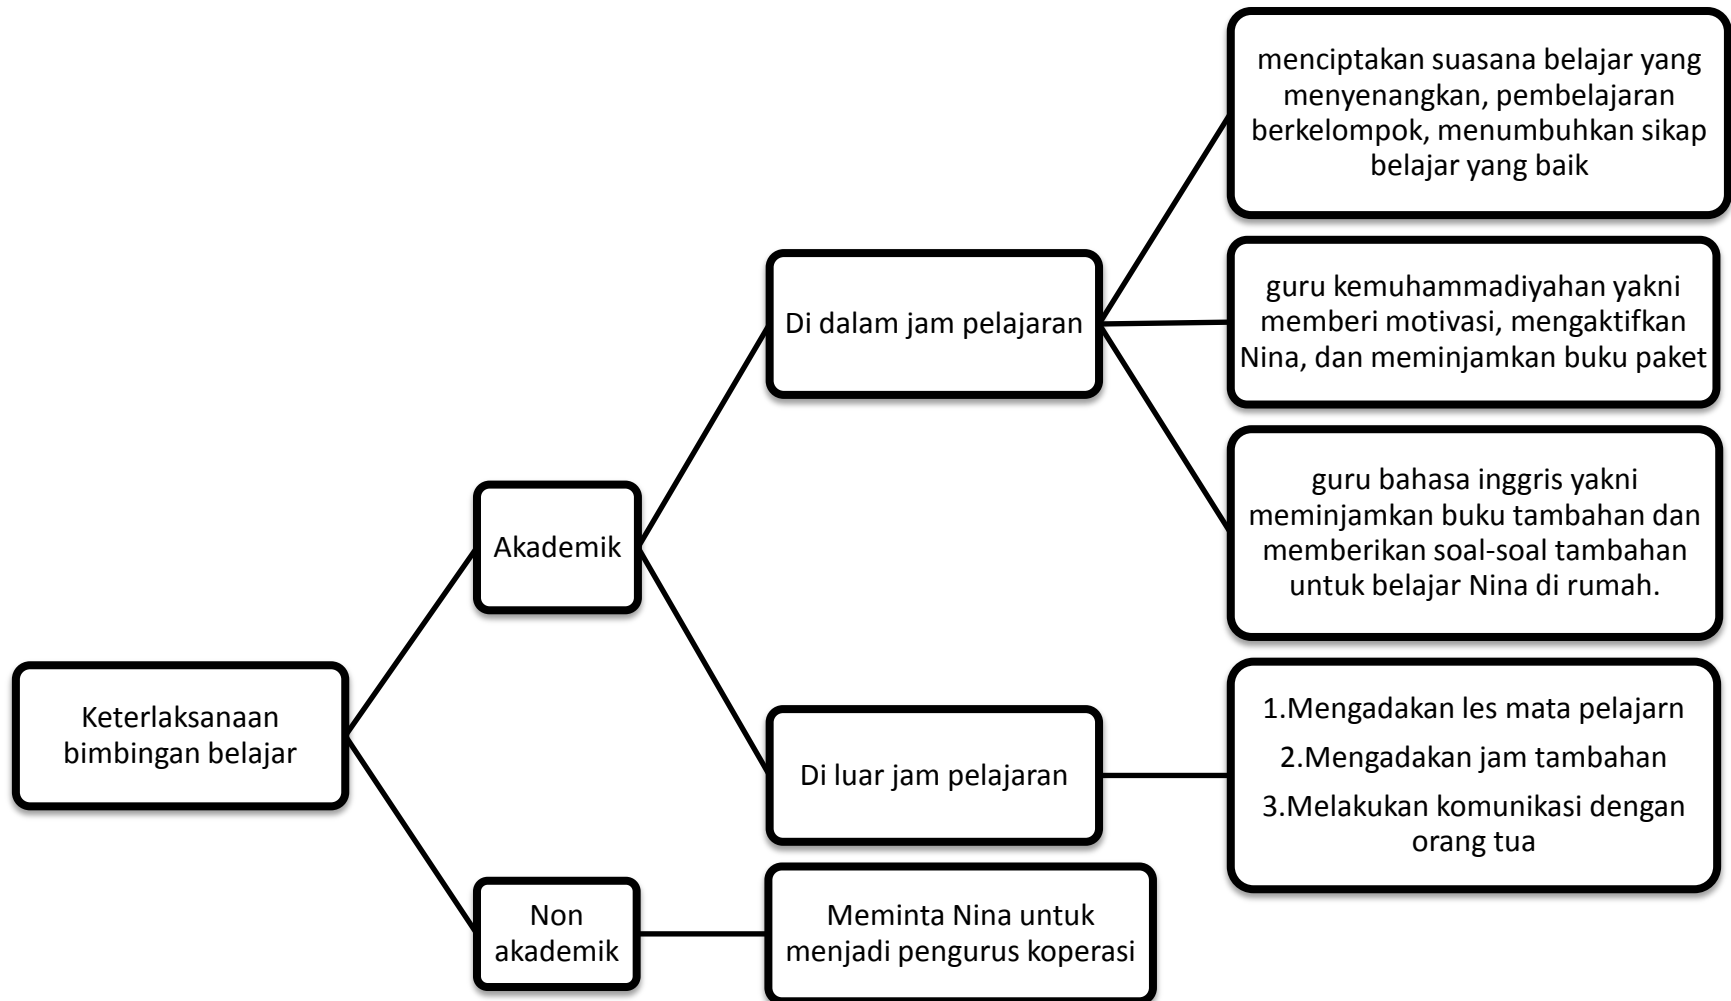 menciptakan suasana belajar yang
menyenangkan, pembelajaran
berkelompok, menumbuhkan sikap
belajar yang baik
Di dalam jam pelajaran
guru kemuhammadiyahan yakni
memberi motivasi, mengaktifkan
Nina, dan meminjamkan buku paket
Akademik
guru bahasa inggris yakni
meminjamkan buku tambahan dan
memberikan soal-soal tambahan
untuk belajar Nina di rumah.
Keterlaksanaan
bimbingan belajar
Di luar jam pelajaran
1.Mengadakan les mata pelajarn
2.Mengadakan jam tambahan
3.Melakukan komunikasi dengan
orang tua
Non
akademik
Meminta Nina untuk
menjadi pengurus koperasi